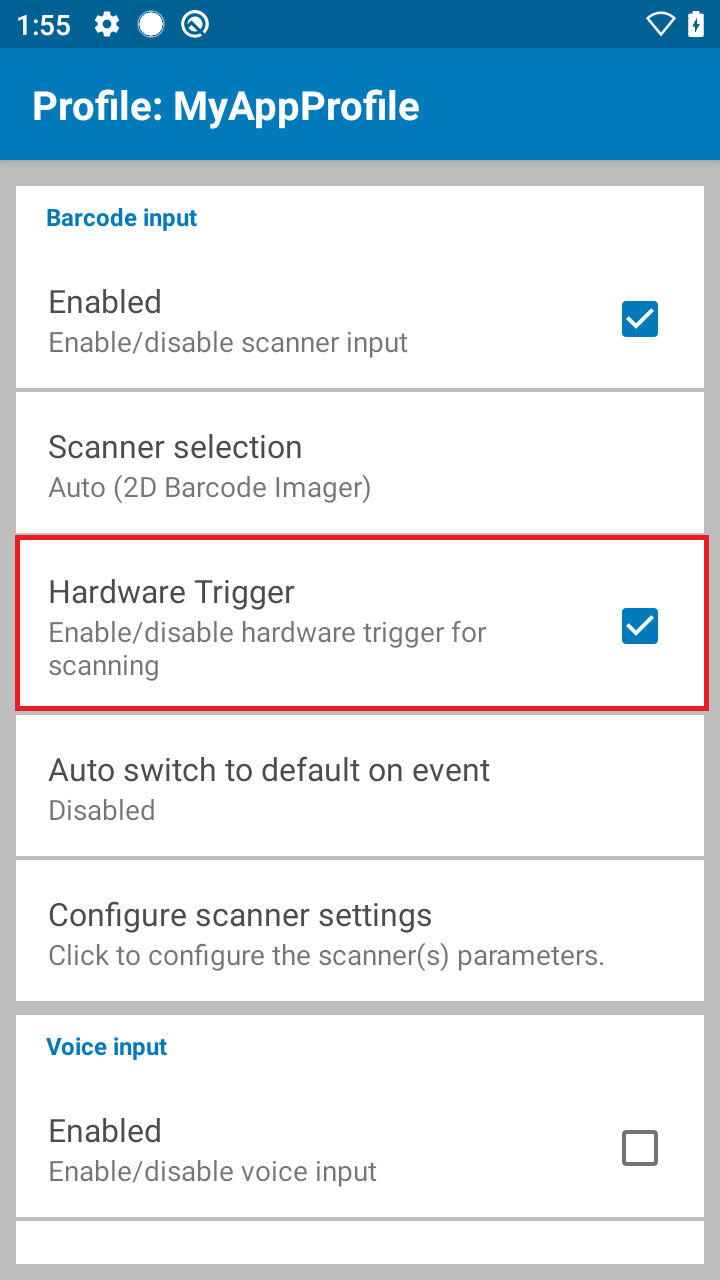 1:55
Profile: MyAppProfile
Barcode input
Enabled
Enable/disable scanner input
Scanner selection
Auto (2D Barcode Imager)
Hardware Trigger
Enable/disable hardware trigger for
scanning
Auto switch to default on event
Disabled
Configure scanner settings
Click to configure the scanner(s) parameters.
Voice input
Enabled
Enable/disable voice input